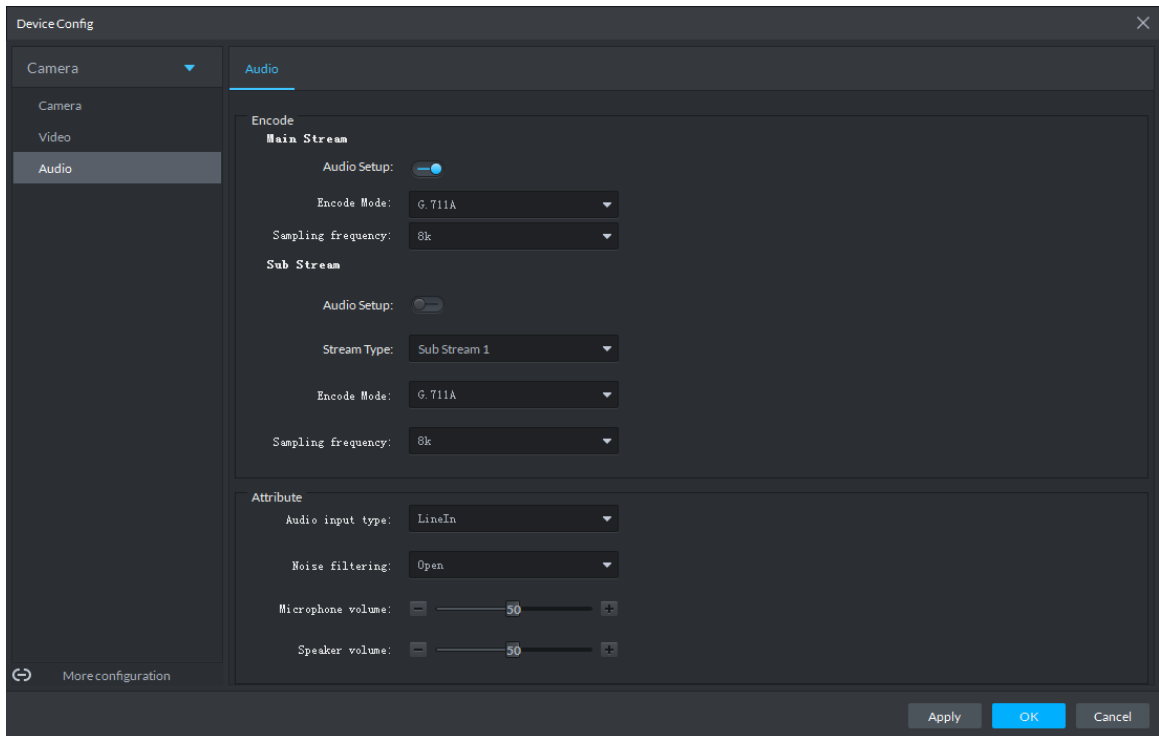 Device Config
Camera
Camera
Video
Audio
More configuration
Audio
Encode
Main Stream
Audio Setup:
Encode Mode: G.711A
Sampling frequency: 8k
Sub Stream
Audio Setup:
Stream Type: Sub Stream 1
Encode Mode: G.711A
Sampling frequency: 8k
Attribute
Audio input type: LineIn
Noise filtering: Open
Microphone volume: 50
Speaker volume: 50
Apply OK Cancel